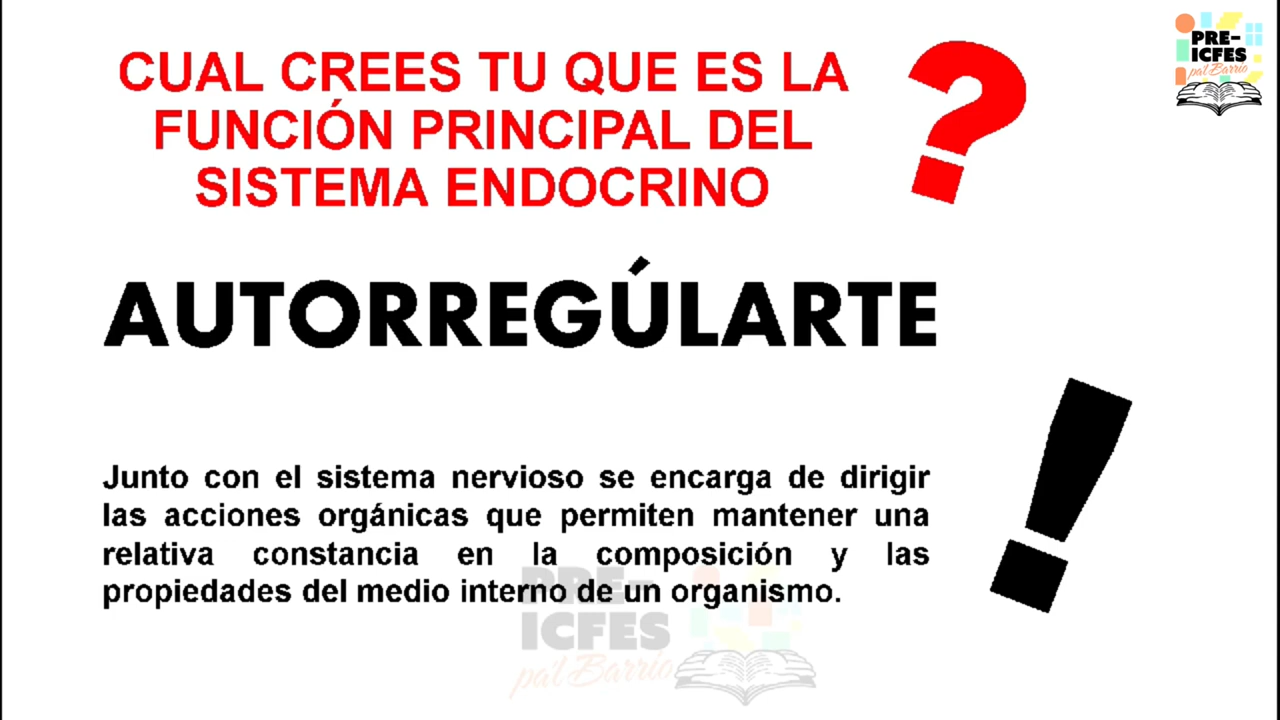 CUAL CREES TU QUE ES LA
FUNCIÓN PRINCIPAL DEL
SISTEMA ENDOCRINO
?
PRE-
ICFES
pa'l Barrio
AUTORREGÚLARTE
!
Junto con el sistema nervioso se encarga de dirigir
las acciones orgánicas que permiten mantener una
relativa constancia en la composición y las
propiedades del medio interno de un organismo.
PRE-
ICFES
pa'l Barrio